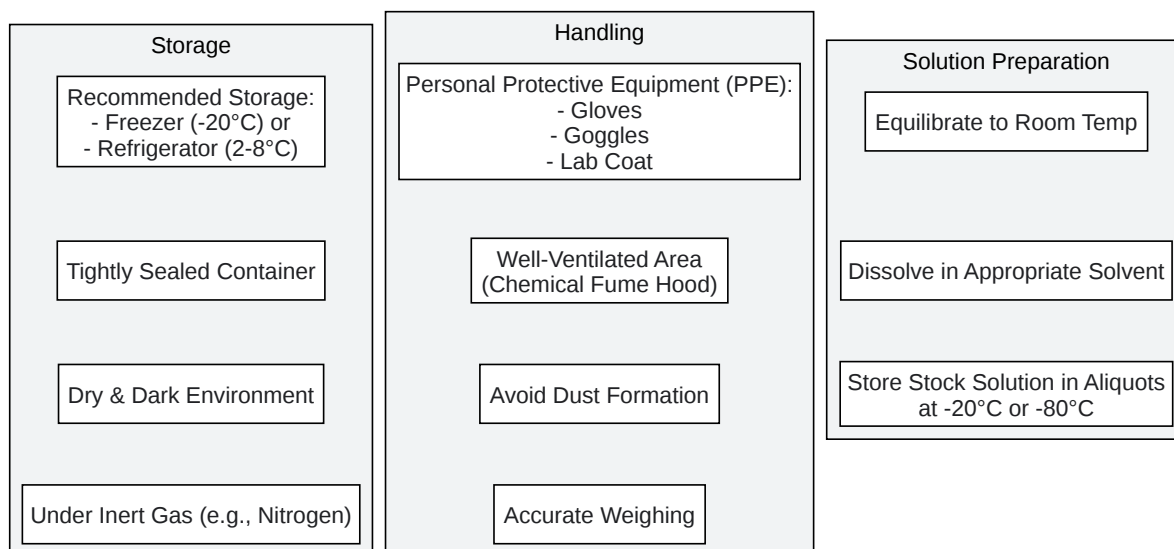 Storage
Recommended Storage:
- Freezer (-20°C) or
- Refrigerator (2-8°C)
Tightly Sealed Container
Dry & Dark Environment
Under Inert Gas (e.g., Nitrogen)
Handling
Personal Protective Equipment (PPE):
- Gloves
- Goggles
- Lab Coat
Well-Ventilated Area
(Chemical Fume Hood)
Avoid Dust Formation
Accurate Weighing
Solution Preparation
Equilibrate to Room Temp
Dissolve in Appropriate Solvent
Store Stock Solution in Aliquots
at -20°C or -80°C